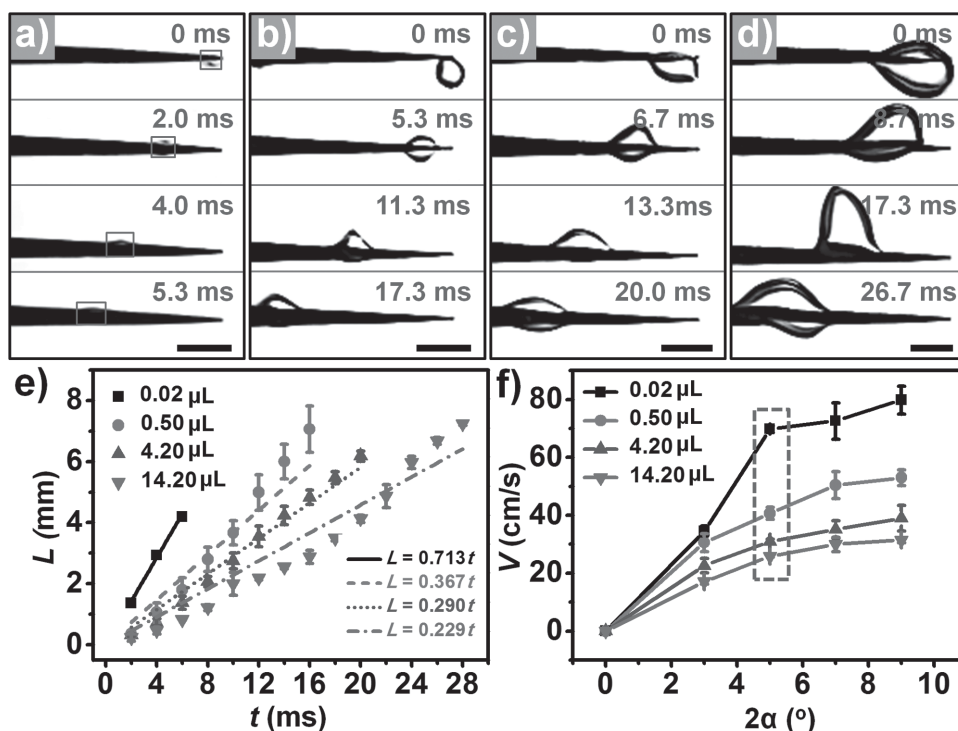 a)
0 ms
2.0 ms
4.0 ms
5.3 ms
b)
0 ms
5.3 ms
11.3 ms
17.3 ms
c)
0 ms
6.7 ms
13.3ms
20.0 ms
d)
0 ms
8.7 ms
17.3 ms
26.7 ms
e)
0.02 µL
0.50 µL
4.20 µL
14.20 µL
L = 0.713 t
L = 0.367 t
L = 0.290 t
L = 0.229 t
L (mm)
8
6
4
2
0
0 4 8 12 16 20 24 28
t (ms)
f)
0.02 µL
0.50 µL
4.20 µL
14.20 µL
V (cm/s)
80
60
40
20
0
0 2 4 6 8 10
2α (º)